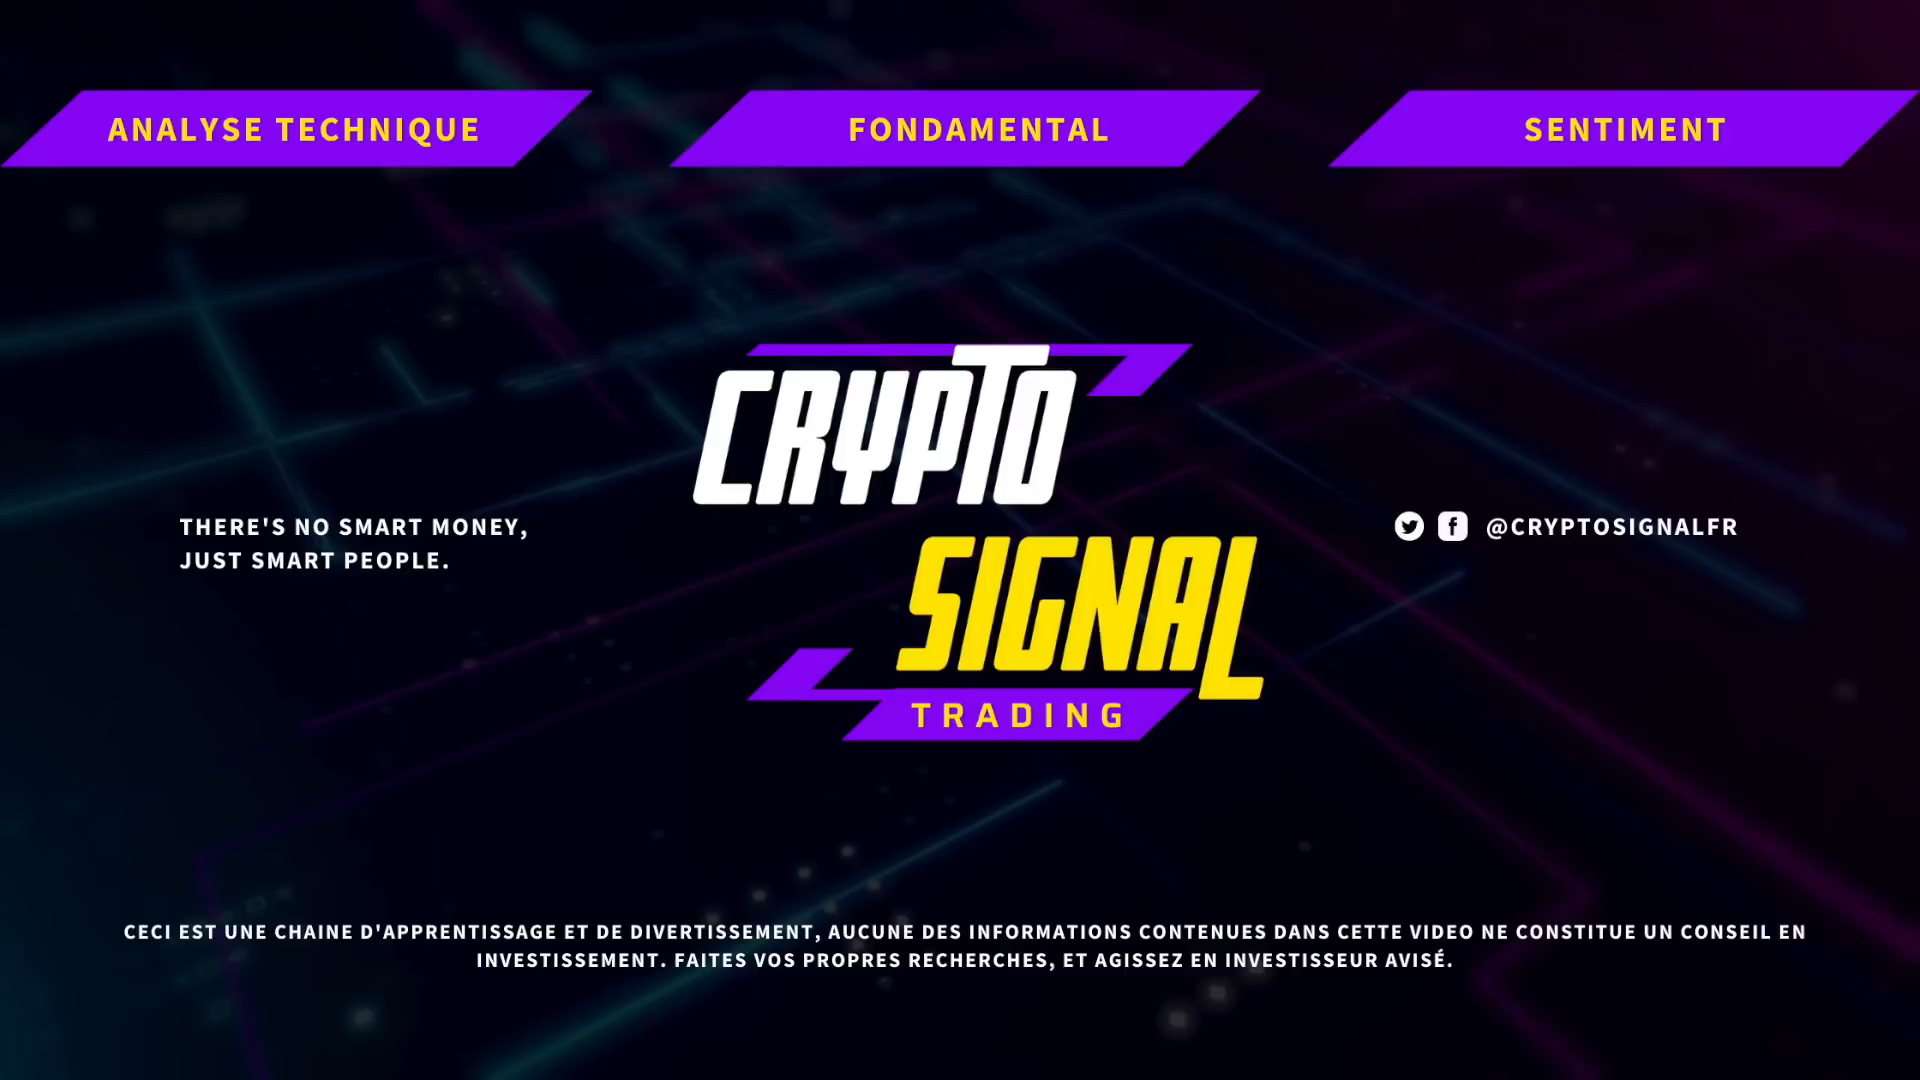 ANALYSE TECHNIQUE
FONDAMENTAL
SENTIMENT
CRYPTO
SIGNAL
TRADING
THERE'S NO SMART MONEY,
JUST SMART PEOPLE.
@CRYPTOSIGNALFR
CECI EST UNE CHAINE D'APPRENTISSAGE ET DE DIVERTISSEMENT, AUCUNE DES INFORMATIONS CONTENUES DANS CETTE VIDEO NE CONSTITUE UN CONSEIL EN
INVESTISSEMENT. FAITES VOS PROPRES RECHERCHES, ET AGISSEZ EN INVESTISSEUR AVISÉ.